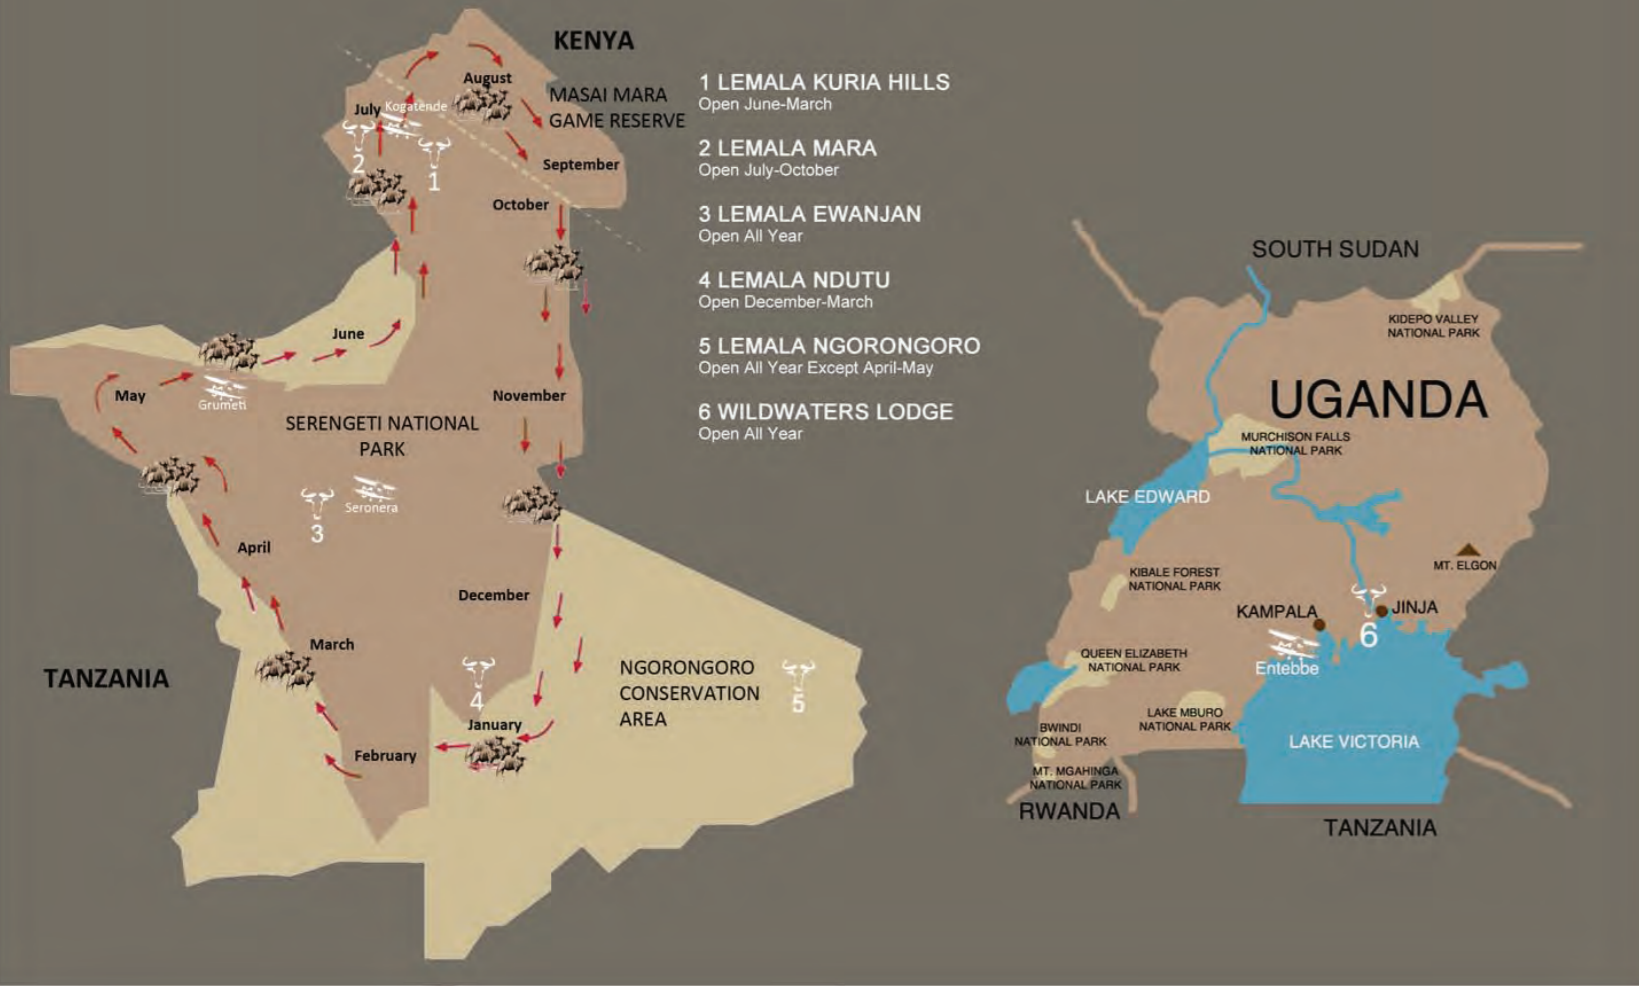 KENYA
August
MASAI MARA
GAME RESERVE
July
Kogatende
2
1
September
October
June
May
Grumeti
November
SERENGETI NATIONAL
PARK
Seronera
3
April
December
March
TANZANIA
NGORONGORO
CONSERVATION
AREA
4
5
January
February
1 LEMALA KURIA HILLS
Open June-March
2 LEMALA MARA
Open July-October
3 LEMALA EWANJAN
Open All Year
4 LEMALA NDUTU
Open December-March
5 LEMALA NGORONGORO
Open All Year Except April-May
6 WILDWATERS LODGE
Open All Year
SOUTH SUDAN
KIDEPO VALLEY
NATIONAL PARK
UGANDA
MURCHISON FALLS
NATIONAL PARK
LAKE EDWARD
MT. ELGON
KIBALE FOREST
NATIONAL PARK
KAMPALA
JINJA
6
Entebbe
QUEEN ELIZABETH
NATIONAL PARK
LAKE MBURO
NATIONAL PARK
BWINDI
NATIONAL PARK
LAKE VICTORIA
MT. MGAHINGA
NATIONAL PARK
RWANDA
TANZANIA